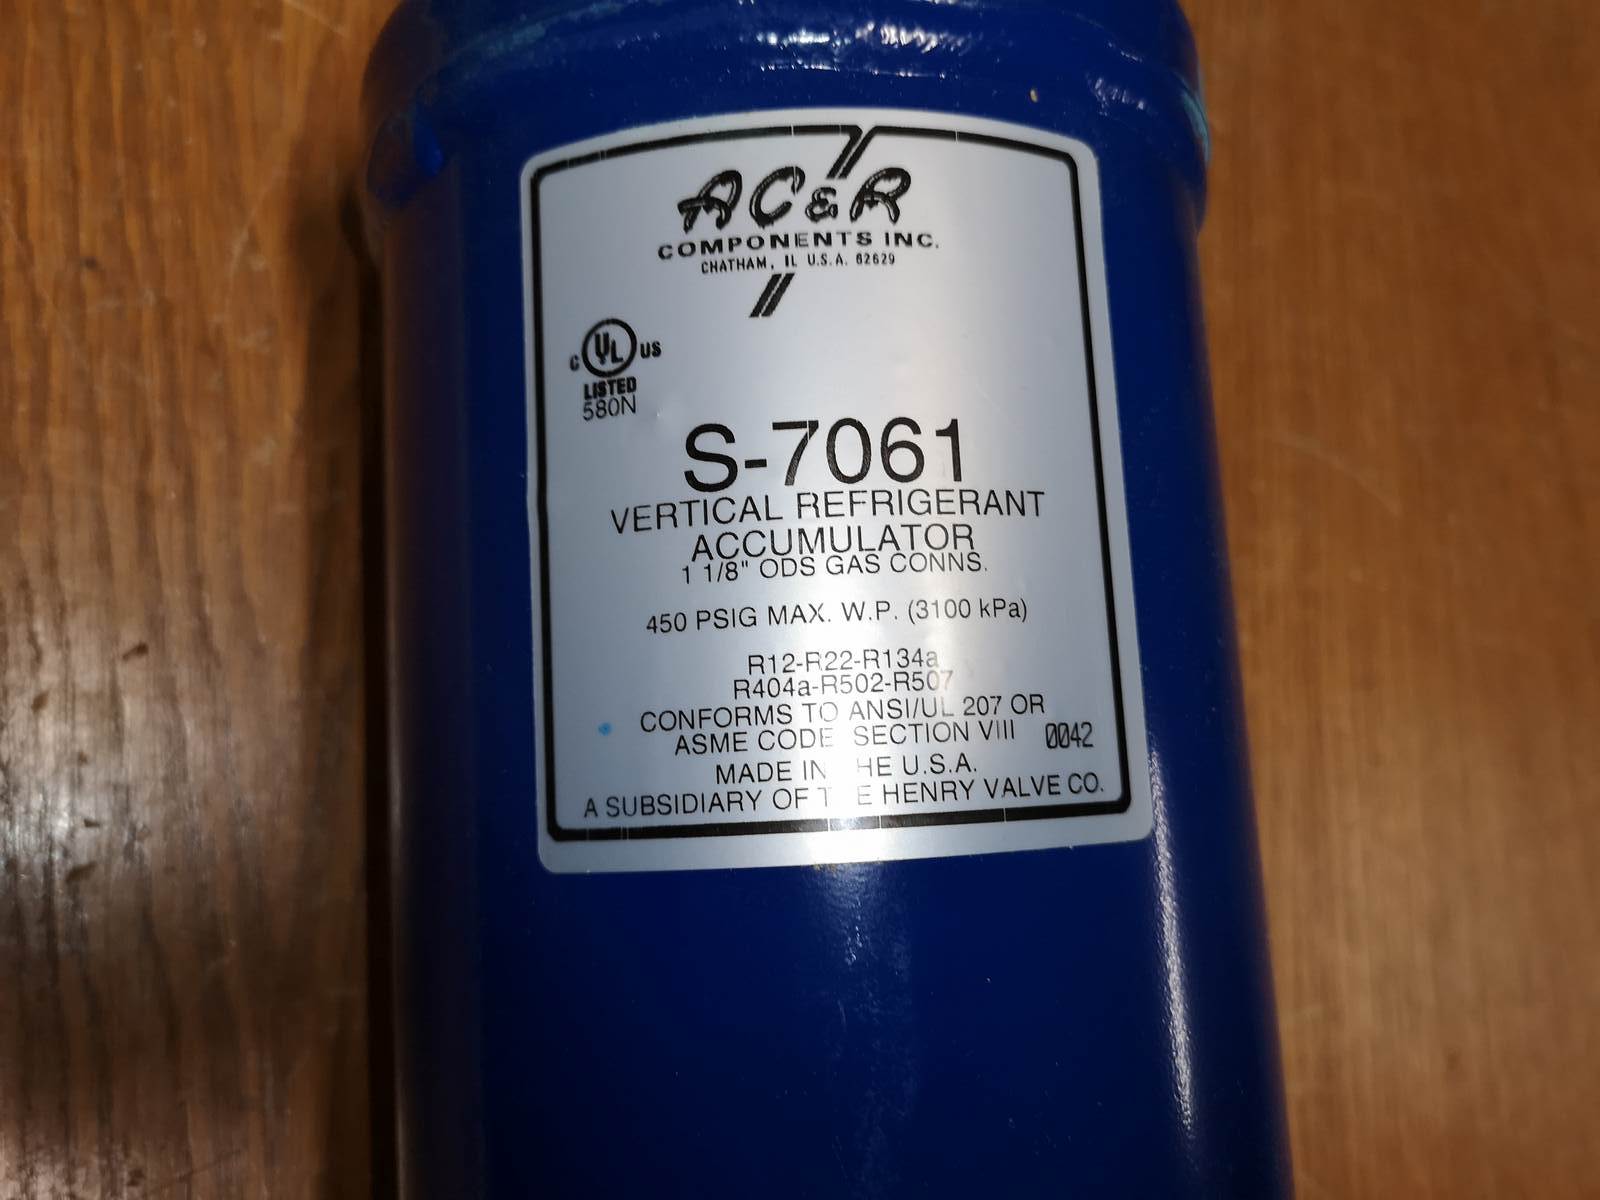 AC&R
COMPONENTS INC.
CHATHAM, IL U.S.A. 62629
C UL US
LISTED
580N
S-7061
VERTICAL REFRIGERANT
ACCUMULATOR
1 1/8" ODS GAS CONNS.
450 PSIG MAX. W.P. (3100 kPa)
R12-R22-R134a
R404a-R502-R507
CONFORMS TO ANSI/UL 207 OR
ASME CODE SECTION VIII 0042
MADE IN THE U.S.A.
A SUBSIDIARY OF THE HENRY VALVE CO.